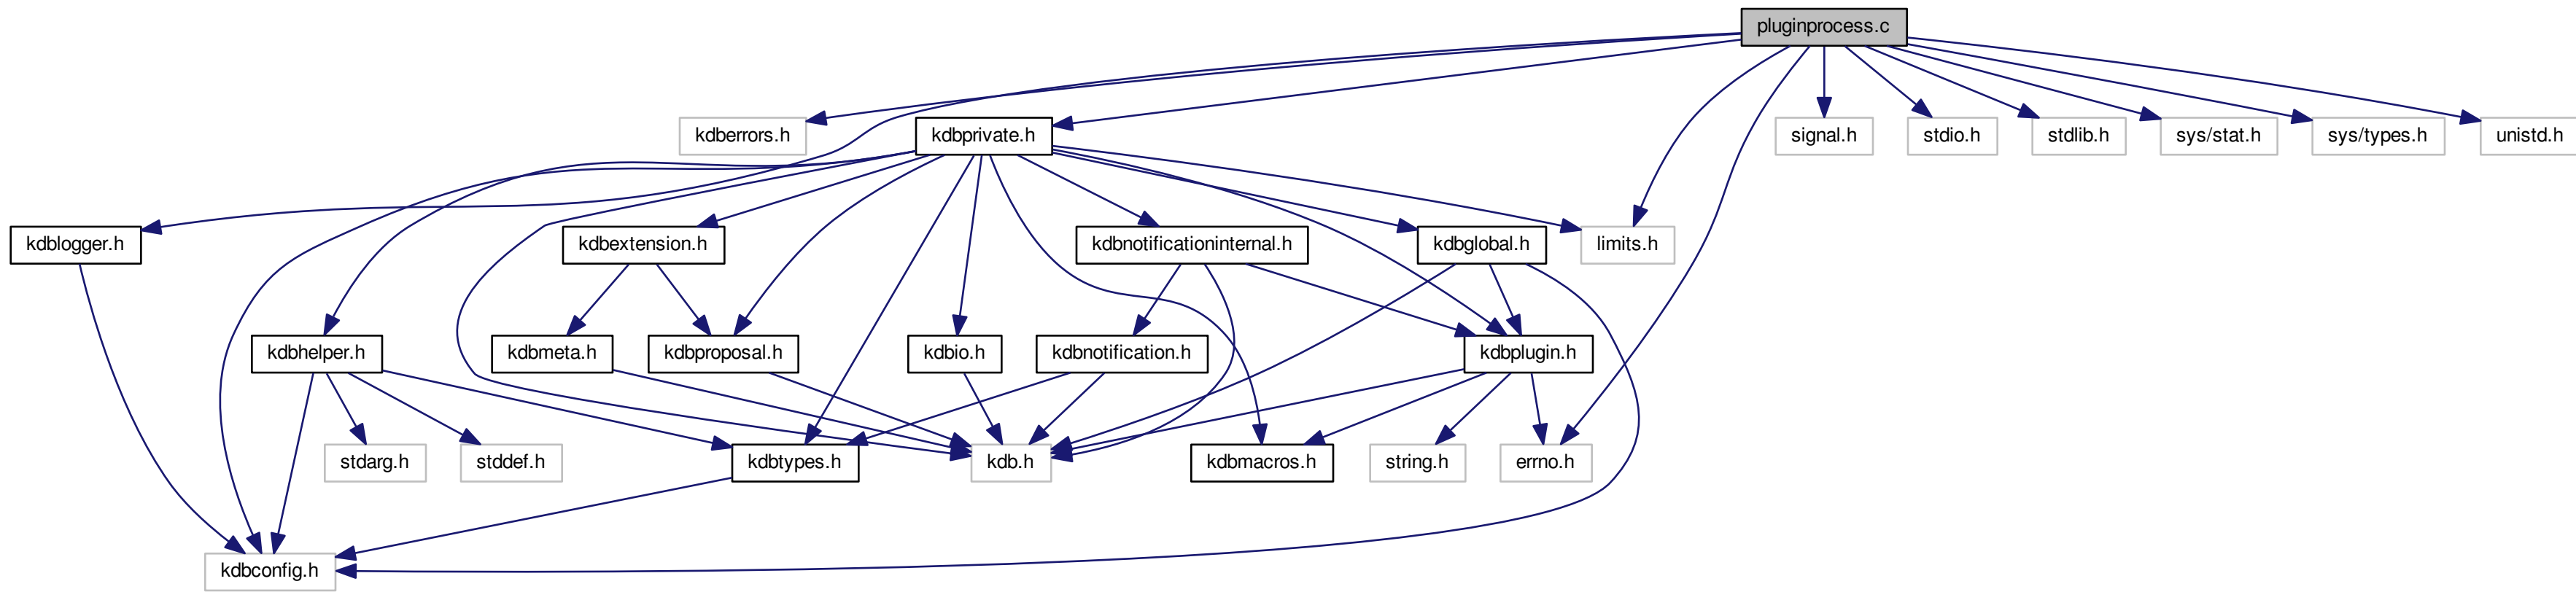 pluginprocess.c
kdberrors.h
kdbprivate.h
signal.h
stdio.h
stdlib.h
sys/stat.h
sys/types.h
unistd.h
kdblogger.h
kdbextension.h
kdbnotificationinternal.h
kdbglobal.h
limits.h
kdbhelper.h
kdbmeta.h
kdbproposal.h
kdbio.h
kdbnotification.h
kdbplugin.h
stdarg.h
stddef.h
kdbtypes.h
kdb.h
kdbmacros.h
string.h
errno.h
kdbconfig.h